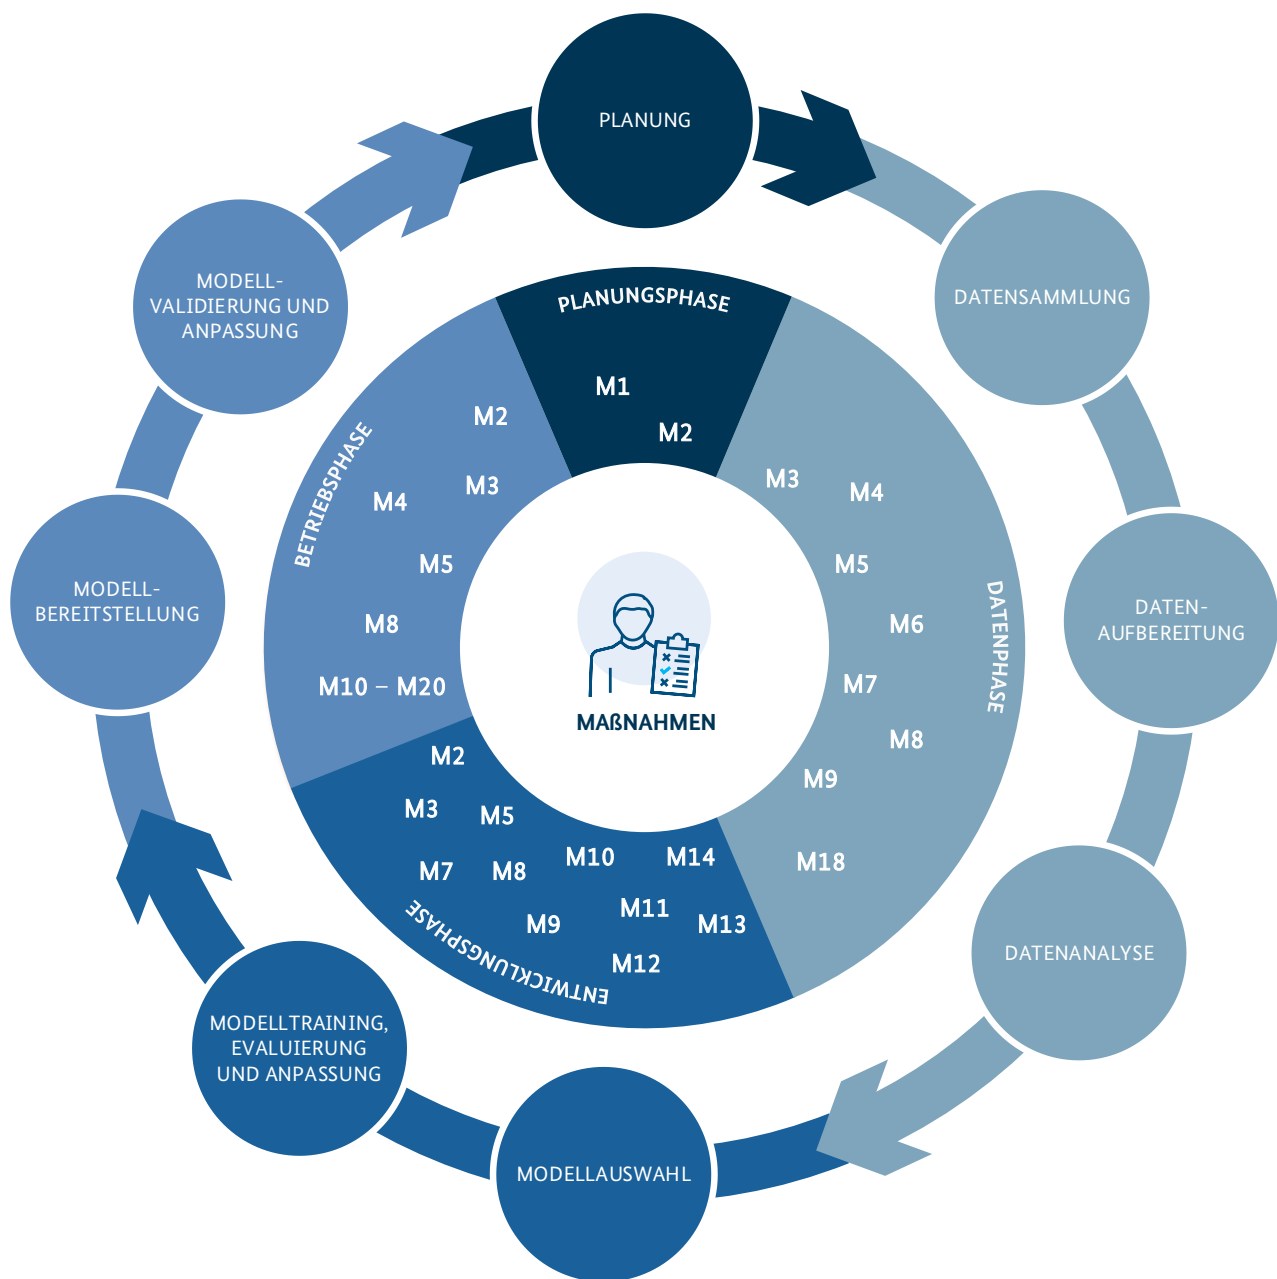 PLANUNG
DATENSAMMLUNG
DATEN-
AUFBEREITUNG
DATENANALYSE
MODELLAUSWAHL
MODELLTRAINING,
EVALUIERUNG
UND ANPASSUNG
MODELL-
BEREITSTELLUNG
MODELL-
VALIDIERUNG UND
ANPASSUNG
PLANUNGSPHASE
M1
M2
DATENPHASE
M3
M4
M5
M6
M7
M8
M9
M18
ENTWICKLUNGSPHASE
M2
M3
M5
M7
M8
M10
M14
M9
M11
M13
M12
BETRIEBSPHASE
M2
M3
M4
M5
M8
M10 – M20
MAßNAHMEN